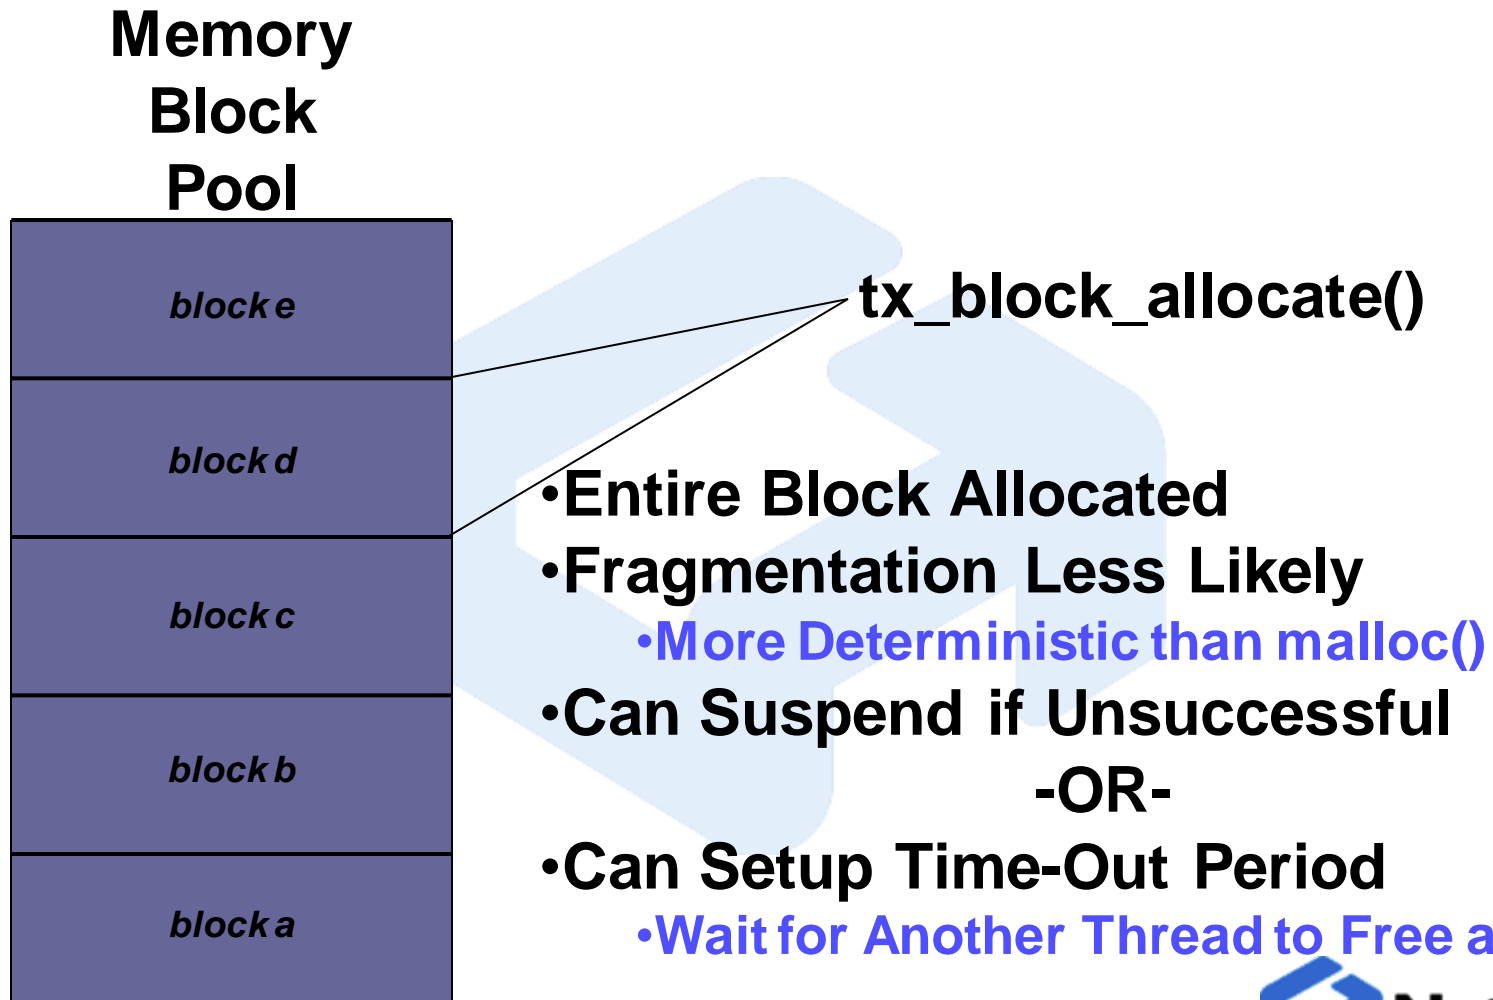 Memory
Block
Pool
block e
block d
block c
block b
block a
tx_block_allocate()
•Entire Block Allocated
•Fragmentation Less Likely
•More Deterministic than malloc()
•Can Suspend if Unsuccessful
-OR-
•Can Setup Time-Out Period
•Wait for Another Thread to Free a